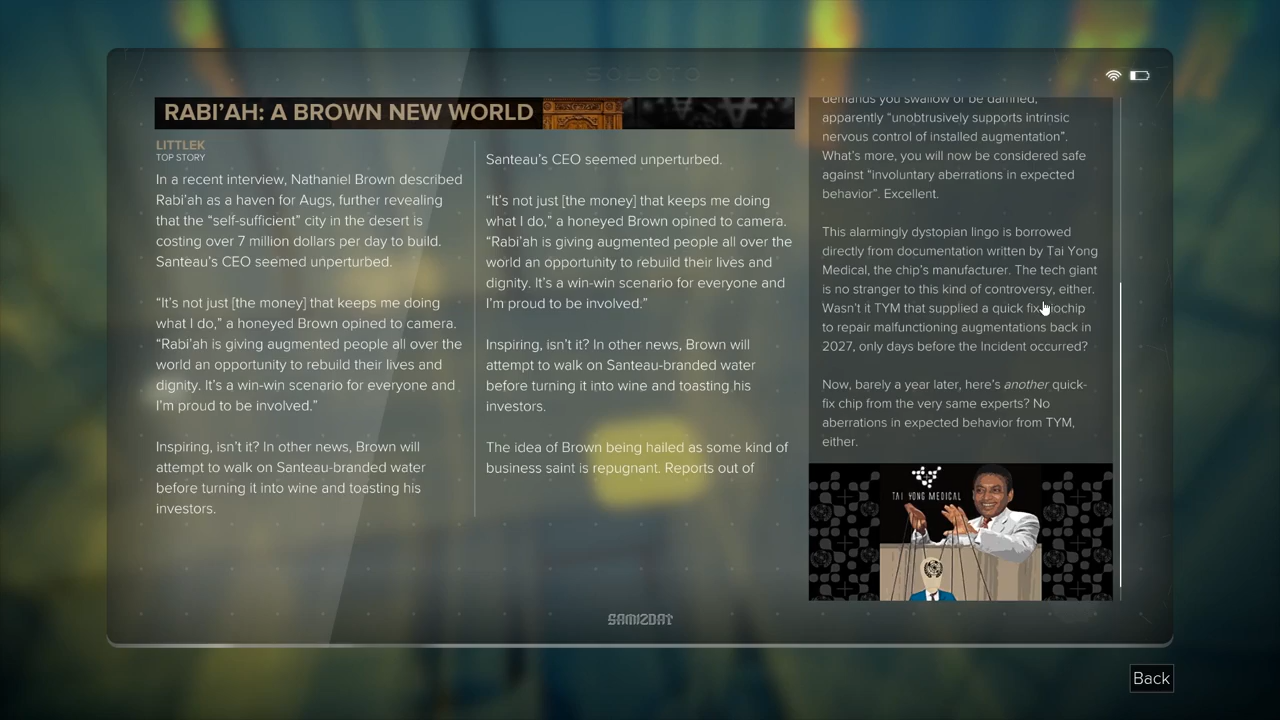 SOLOTO
RABI'AH: A BROWN NEW WORLD
LITTLEK
TOP STORY
In a recent interview, Nathaniel Brown described
Rabi'ah as a haven for Augs, further revealing
that the “self-sufficient” city in the desert is
costing over 7 million dollars per day to build.
Santeau’s CEO seemed unperturbed.
“It’s not just [the money] that keeps me doing
what I do,” a honeyed Brown opined to camera.
“Rabi’ah is giving augmented people all over the
world an opportunity to rebuild their lives and
dignity. It’s a win-win scenario for everyone and
I’m proud to be involved.”
Inspiring, isn’t it? In other news, Brown will
attempt to walk on Santeau-branded water
before turning it into wine and toasting his
investors.
Santeau’s CEO seemed unperturbed.
“It’s not just [the money] that keeps me doing
what I do,” a honeyed Brown opined to camera.
“Rabi’ah is giving augmented people all over the
world an opportunity to rebuild their lives and
dignity. It’s a win-win scenario for everyone and
I’m proud to be involved.”
Inspiring, isn’t it? In other news, Brown will
attempt to walk on Santeau-branded water
before turning it into wine and toasting his
investors.
The idea of Brown being hailed as some kind of
business saint is repugnant. Reports out of
demands you swallow or be damned,
apparently “unobtrusively supports intrinsic
nervous control of installed augmentation”.
What’s more, you will now be considered safe
against “involuntary aberrations in expected
behavior”. Excellent.
This alarmingly dystopian lingo is borrowed
directly from documentation written by Tai Yong
Medical, the chip’s manufacturer. The tech giant
is no stranger to this kind of controversy, either.
Wasn’t it TYM that supplied a quick fix biochip
to repair malfunctioning augmentations back in
2027, only days before the Incident occurred?
Now, barely a year later, here’s another quick-
fix chip from the very same experts? No
aberrations in expected behavior from TYM,
either.
TAI YONG MEDICAL
SAMIZDAT
Back